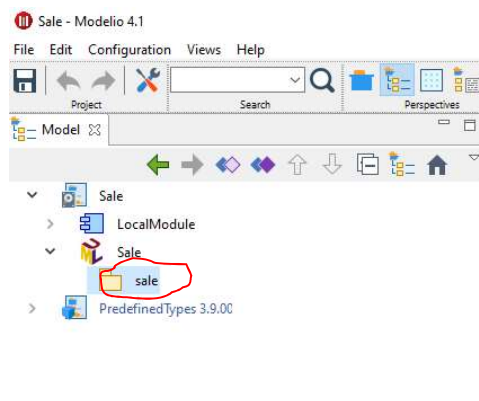 Sale - Modelio 4.1
File Edit Configuration Views Help
Project Search Perspectives
Model
Sale
LocalModule
Sale
sale
PredefinedTypes 3.9.00